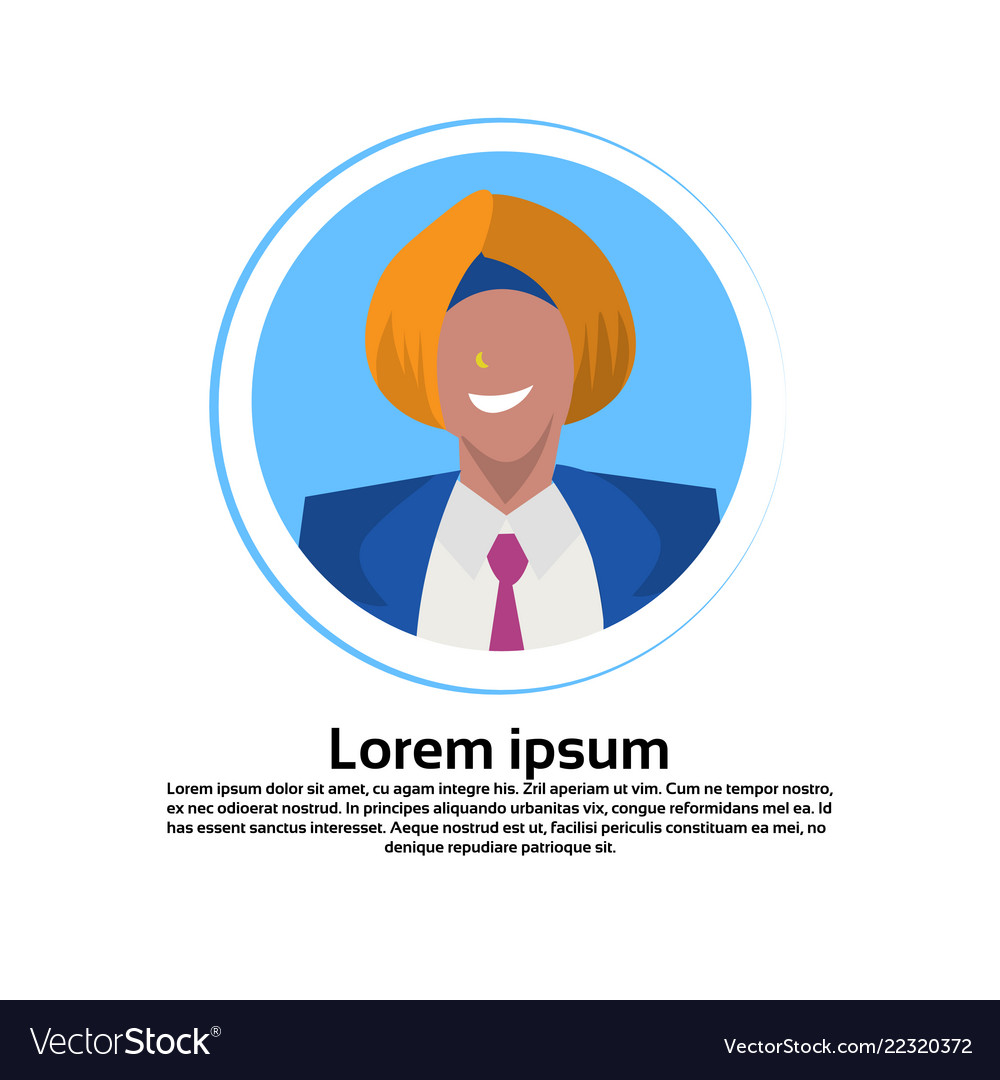 Lorem ipsum
Lorem ipsum dolor sit amet, cu agam integre his. Zril aperiam ut vim. Cum ne tempor nostro,
ex nec odioerat nostrud. In principes aliquando urbanitas vix, congue reformidans mel ea. Id
has essent sanctus interesset. Aeque nostrud est ut, facilisi periculis constituam ea mei, no
denique repudiare patrioque sit.
VectorStock®
VectorStock.com/22320372